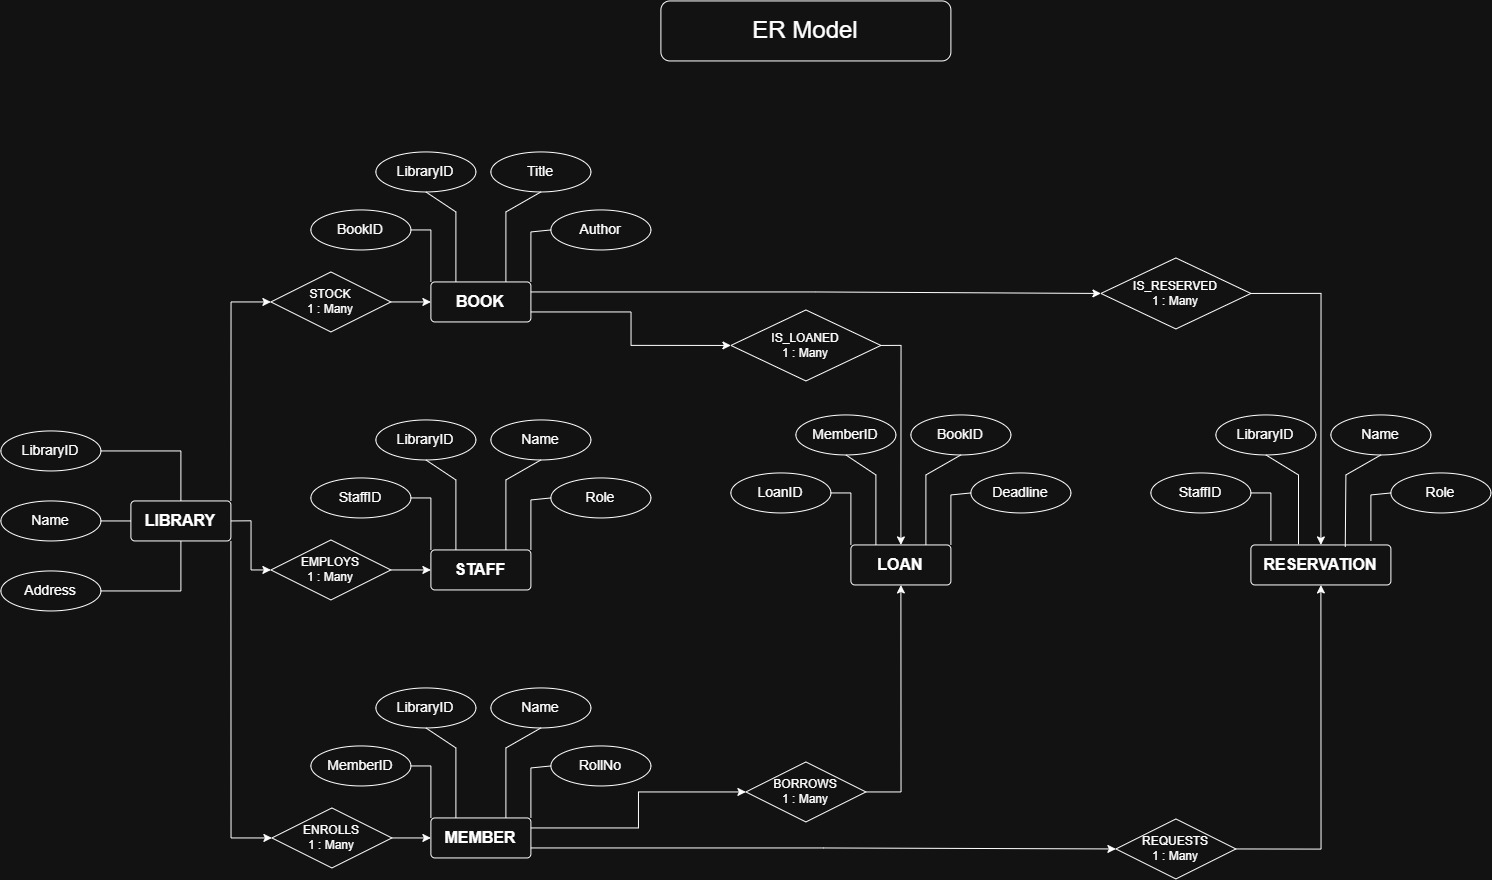 ER Model
LibraryID
Title
BookID
Author
STOCK
1 : Many
BOOK
IS_RESERVED
1 : Many
IS_LOANED
1 : Many
LibraryID
Name
Address
LIBRARY
LibraryID
Name
StaffID
Role
EMPLOYS
1 : Many
STAFF
MemberID
BookID
LoanID
Deadline
LOAN
LibraryID
Name
StaffID
Role
RESERVATION
LibraryID
Name
MemberID
RollNo
ENROLLS
1 : Many
MEMBER
BORROWS
1 : Many
REQUESTS
1 : Many